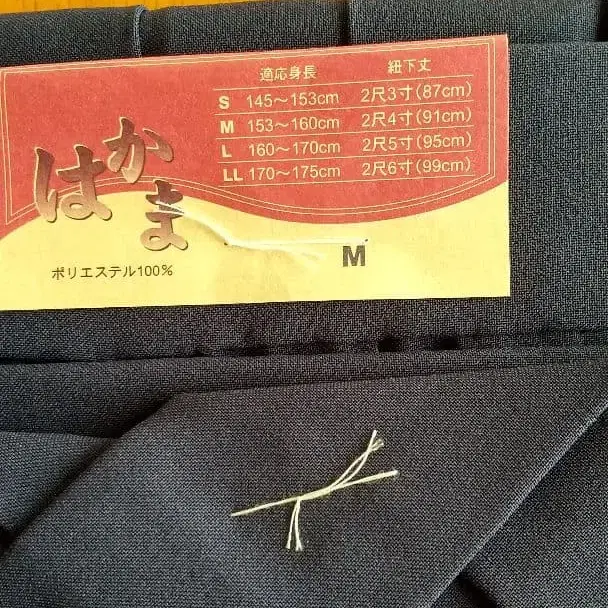 適応身長 紐下丈
S 145～153cm 2尺3寸(87cm)
M 153～160cm 2尺4寸(91cm)
L 160～170cm 2尺5寸(95cm)
LL 170～175cm 2尺6寸(99cm)
はかま
ポリエステル100%
M